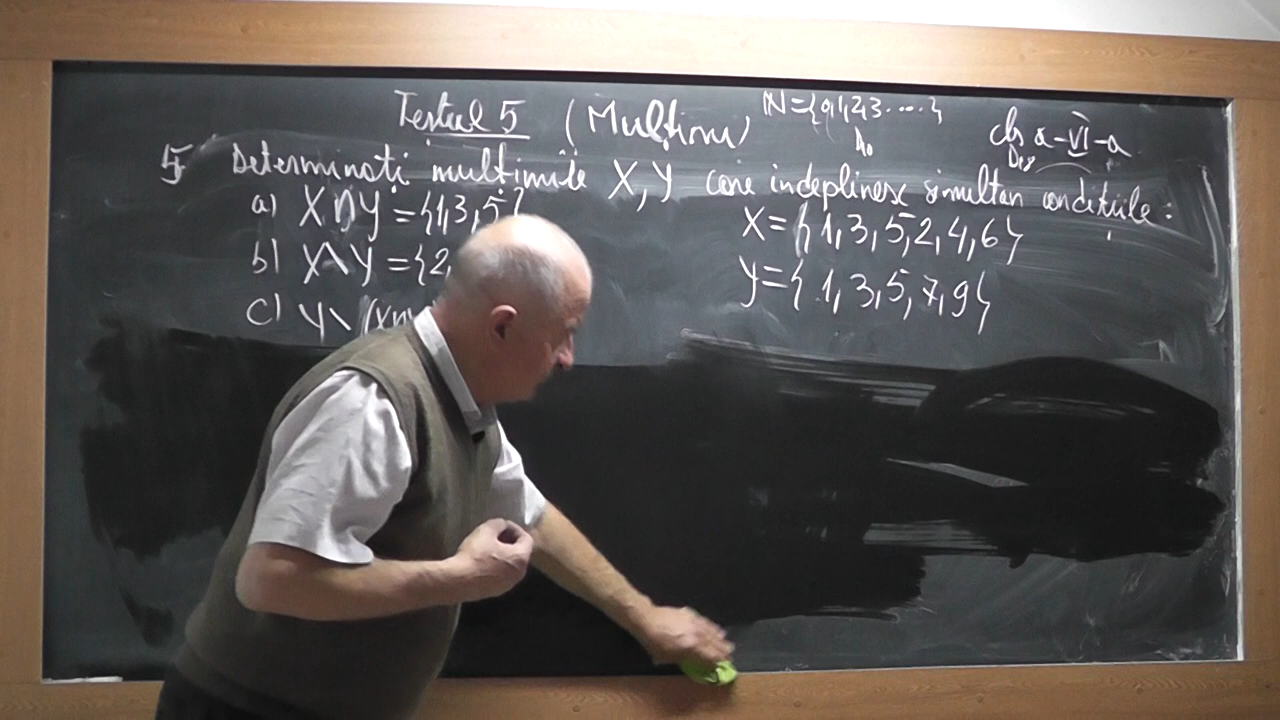 Testul 5 (Mulțimi) N={0,1,2,3....}
cls a-VI-a
5 Determinați mulțimile X, Y care îndeplinesc simultan condițiile:
a) X∩Y={1,3,5} X={1,3,5,2,4,6}
b) X\Y={2, Y={1,3,5,7,9}
c) Y\(X∩Y